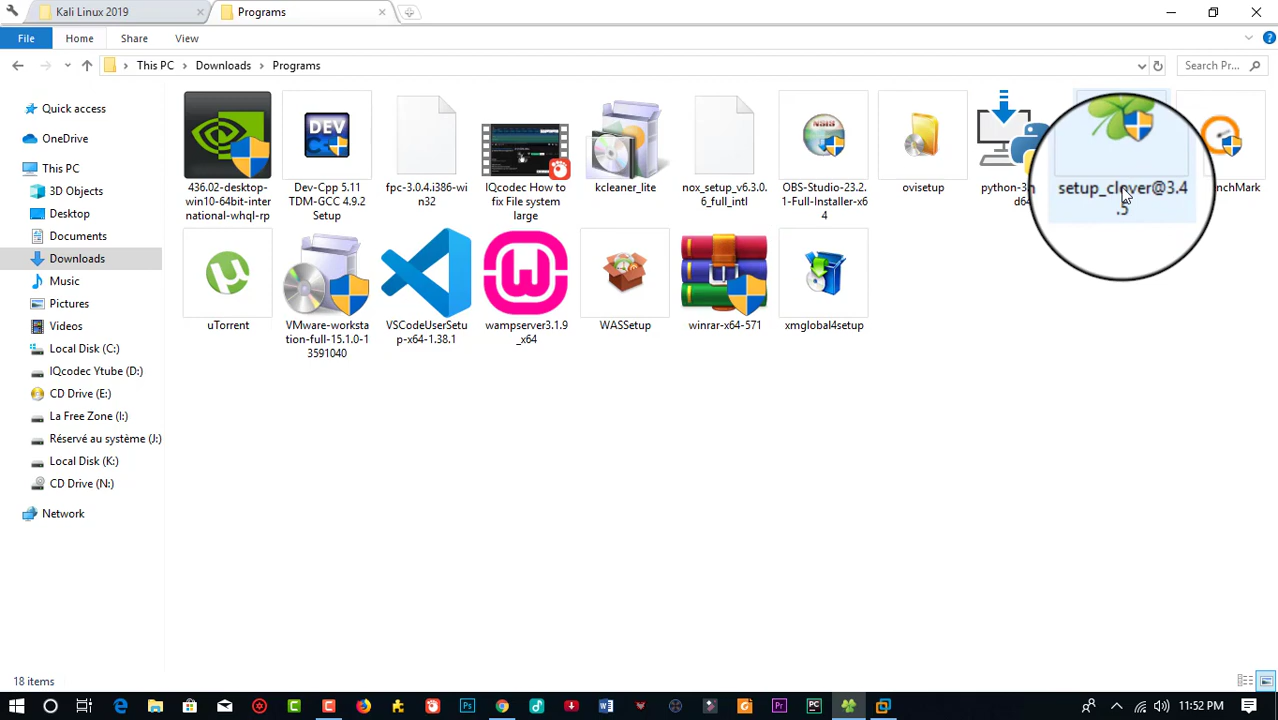 Kali Linux 2019
Programs
File Home Share View
This PC Downloads Programs
Search Pr...
Quick access
OneDrive
This PC
3D Objects
Desktop
Documents
Downloads
Music
Pictures
Videos
Local Disk (C:)
IQcodec Ytube (D:)
CD Drive (E:)
La Free Zone (I:)
Réservé au système (J:)
Local Disk (K:)
CD Drive (N:)
Network
436.02-desktop-
win10-64bit-inter
national-whql-rp
DEV
Dev-Cpp 5.11
TDM-GCC 4.9.2
Setup
fpc-3.0.4.i386-wi
n32
IQcodec How to
fix File system
large
kcleaner_lite
nox_setup_v6.3.0.
6_full_intl
NSIS
OBS-Studio-23.2.
1-Full-Installer-x6
4
ovisetup
setup_clover@3.4
.5
uTorrent
VMware-worksta
tion-full-15.1.0-1
3591040
VSCodeUserSetu
p-x64-1.38.1
wampserver3.1.9
_x64
WASSetup
winrar-x64-571
xmglobal4setup
18 items
11:52 PM